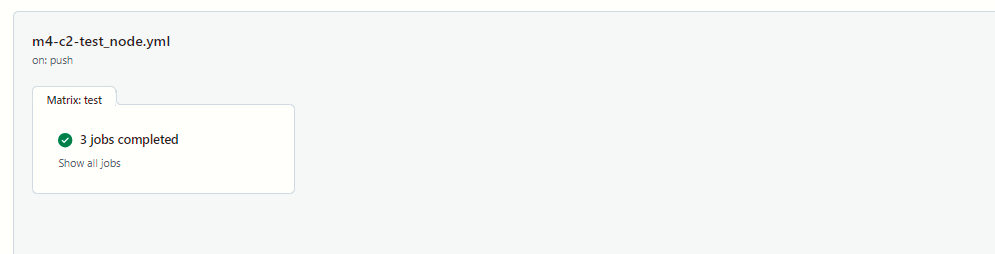 m4-c2-test_node.yml
on: push
Matrix: test
3 jobs completed
Show all jobs